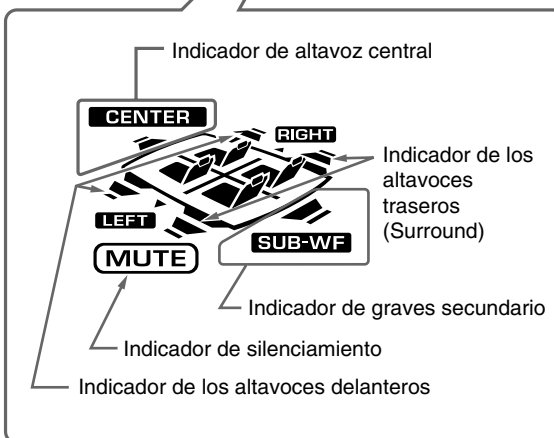 Indicador de altavoz central
CENTER
RIGHT
Indicador de los
altavoces
traseros
(Surround)
LEFT
SUB-WF
MUTE
Indicador de graves secundario
Indicador de silenciamiento
Indicador de los altavoces delanteros